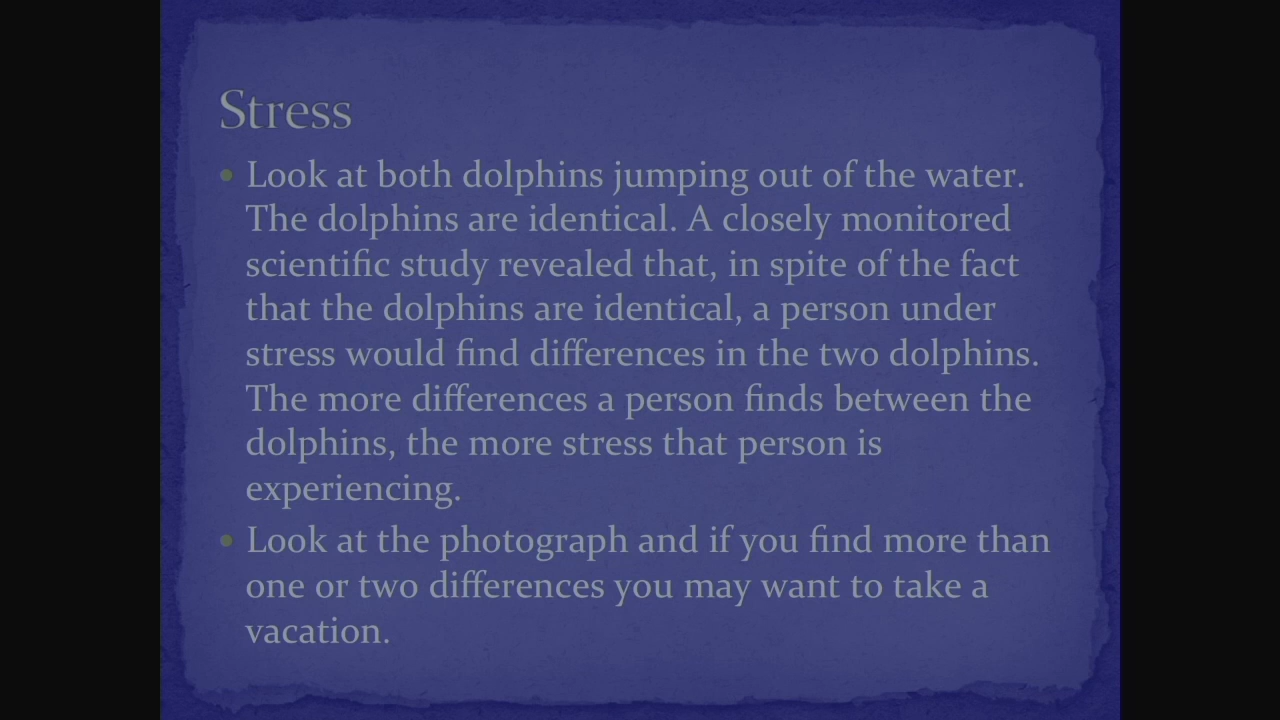 Stress
• Look at both dolphins jumping out of the water.
The dolphins are identical. A closely monitored
scientific study revealed that, in spite of the fact
that the dolphins are identical, a person under
stress would find differences in the two dolphins.
The more differences a person finds between the
dolphins, the more stress that person is
experiencing.
• Look at the photograph and if you find more than
one or two differences you may want to take a
vacation.